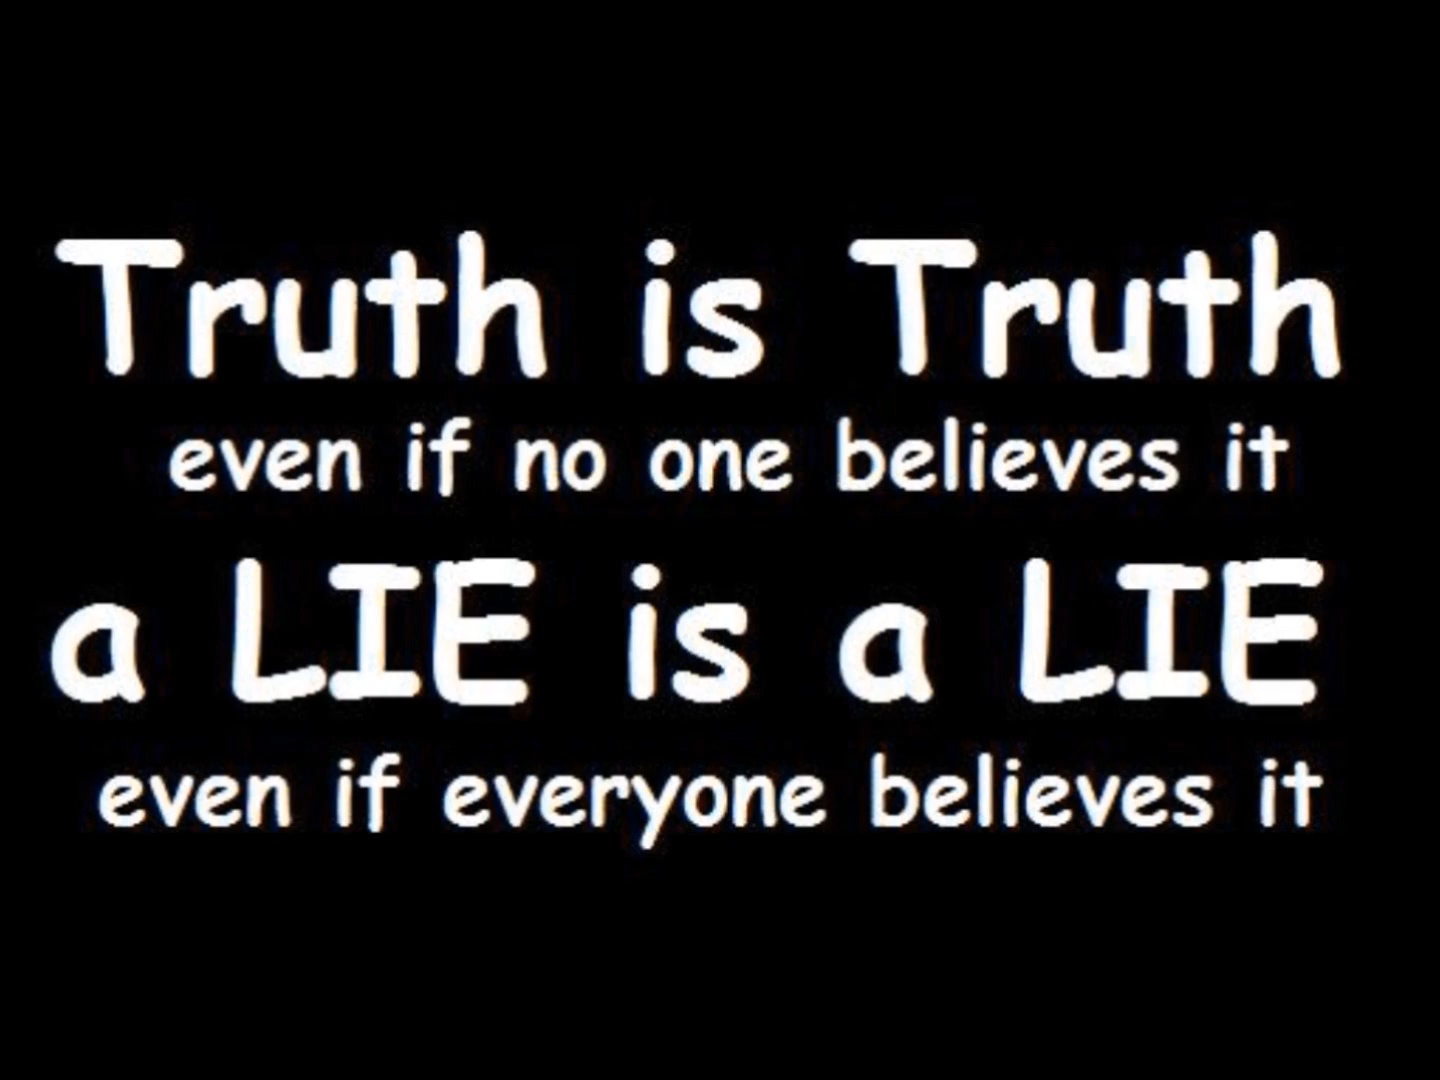 Truth is Truth
even if no one believes it
a LIE is a LIE
even if everyone believes it